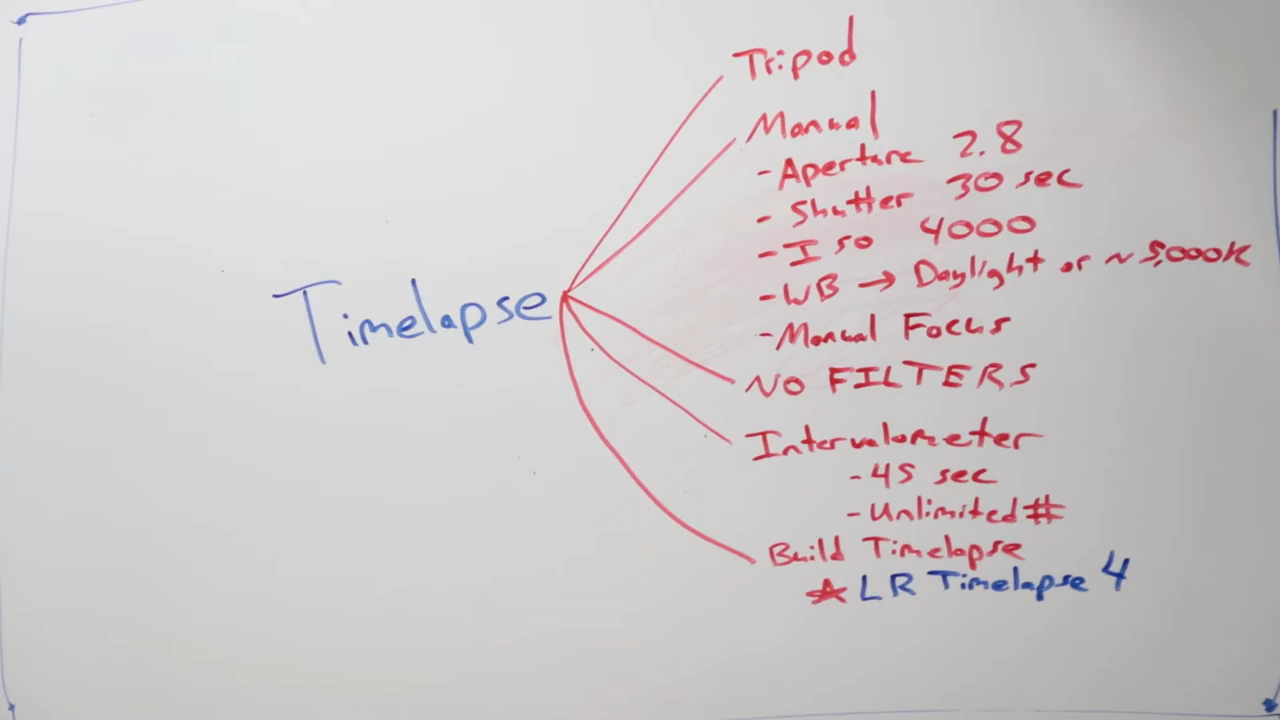 Timelapse
Tripod
Manual
- Aperture 2.8
- Shutter 30 sec
- Iso 4000
- WB → Daylight or ~5,000K
- Manual Focus
NO FILTERS
Intervalometer
- 45 sec
- Unlimited #
Build Timelapse
☆ LR Timelapse 4